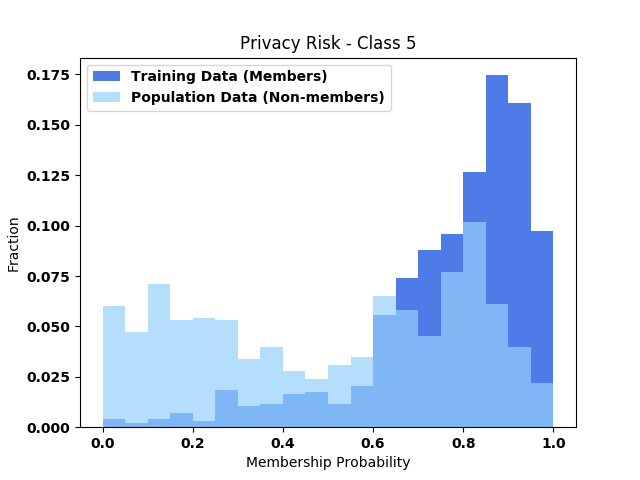 Privacy Risk - Class 5
Training Data (Members)
Population Data (Non-members)
0.175
0.150
0.125
0.100
0.075
0.050
0.025
0.000
Fraction
0.0 0.2 0.4 0.6 0.8 1.0
Membership Probability